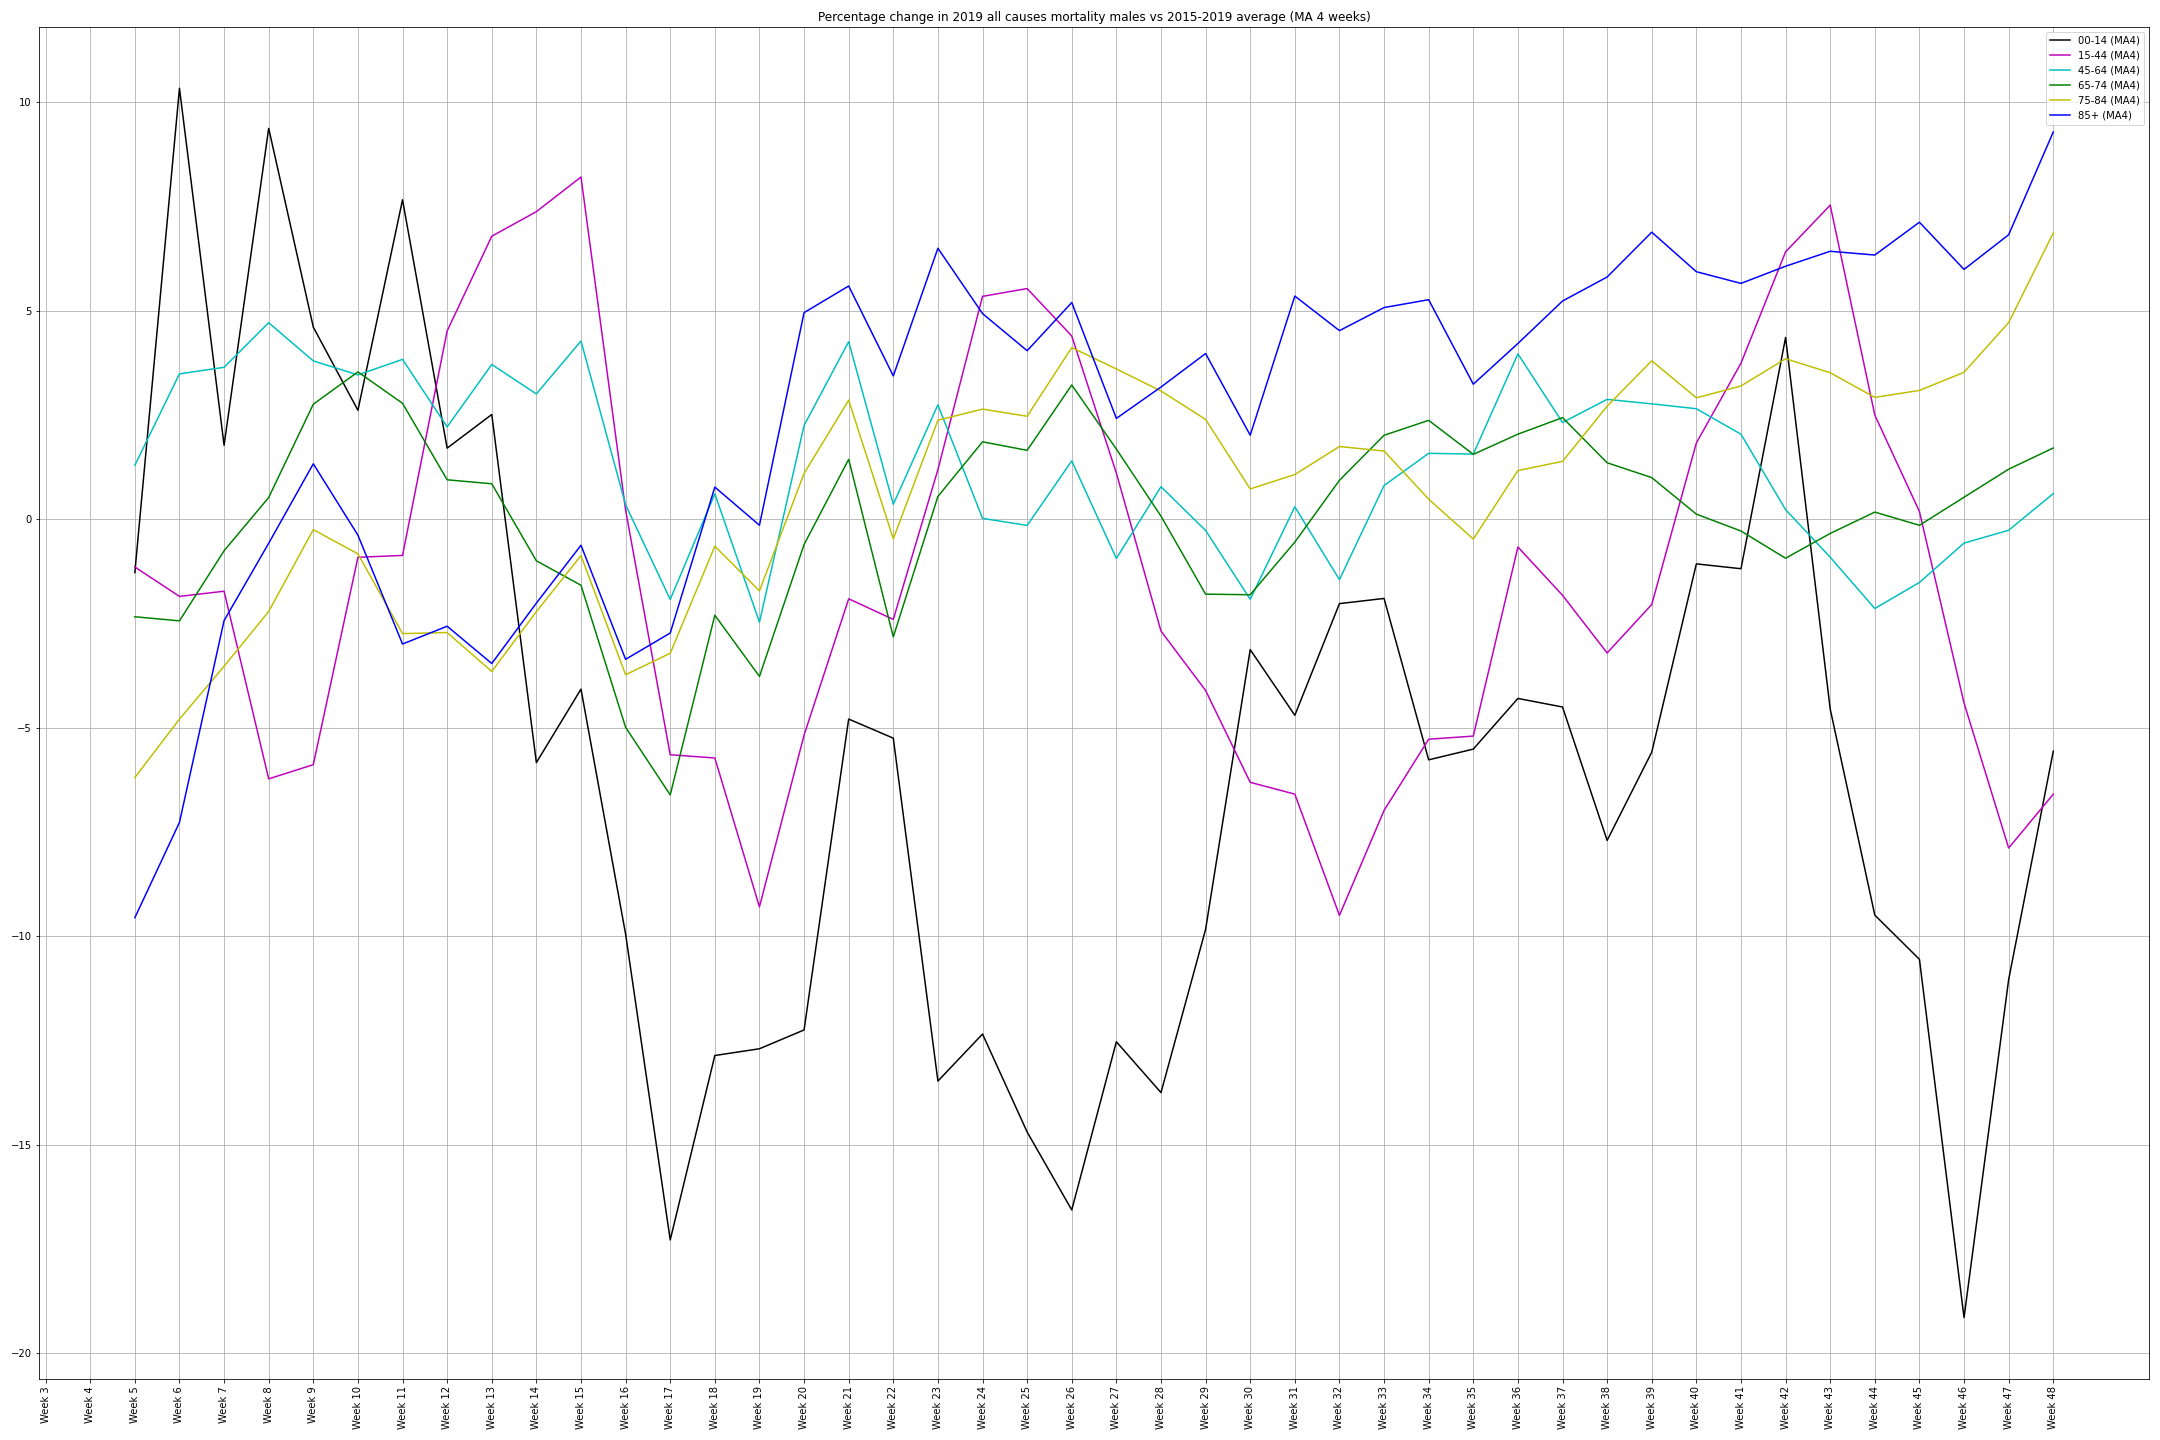 Percentage change in 2019 all causes mortality males vs 2015-2019 average (MA 4 weeks)
00-14 (MA4)
15-44 (MA4)
45-64 (MA4)
65-74 (MA4)
75-84 (MA4)
85+ (MA4)
10
5
0
−5
−10
−15
−20
Week 3
Week 4
Week 5
Week 6
Week 7
Week 8
Week 9
Week 10
Week 11
Week 12
Week 13
Week 14
Week 15
Week 16
Week 17
Week 18
Week 19
Week 20
Week 21
Week 22
Week 23
Week 24
Week 25
Week 26
Week 27
Week 28
Week 29
Week 30
Week 31
Week 32
Week 33
Week 34
Week 35
Week 36
Week 37
Week 38
Week 39
Week 40
Week 41
Week 42
Week 43
Week 44
Week 45
Week 46
Week 47
Week 48